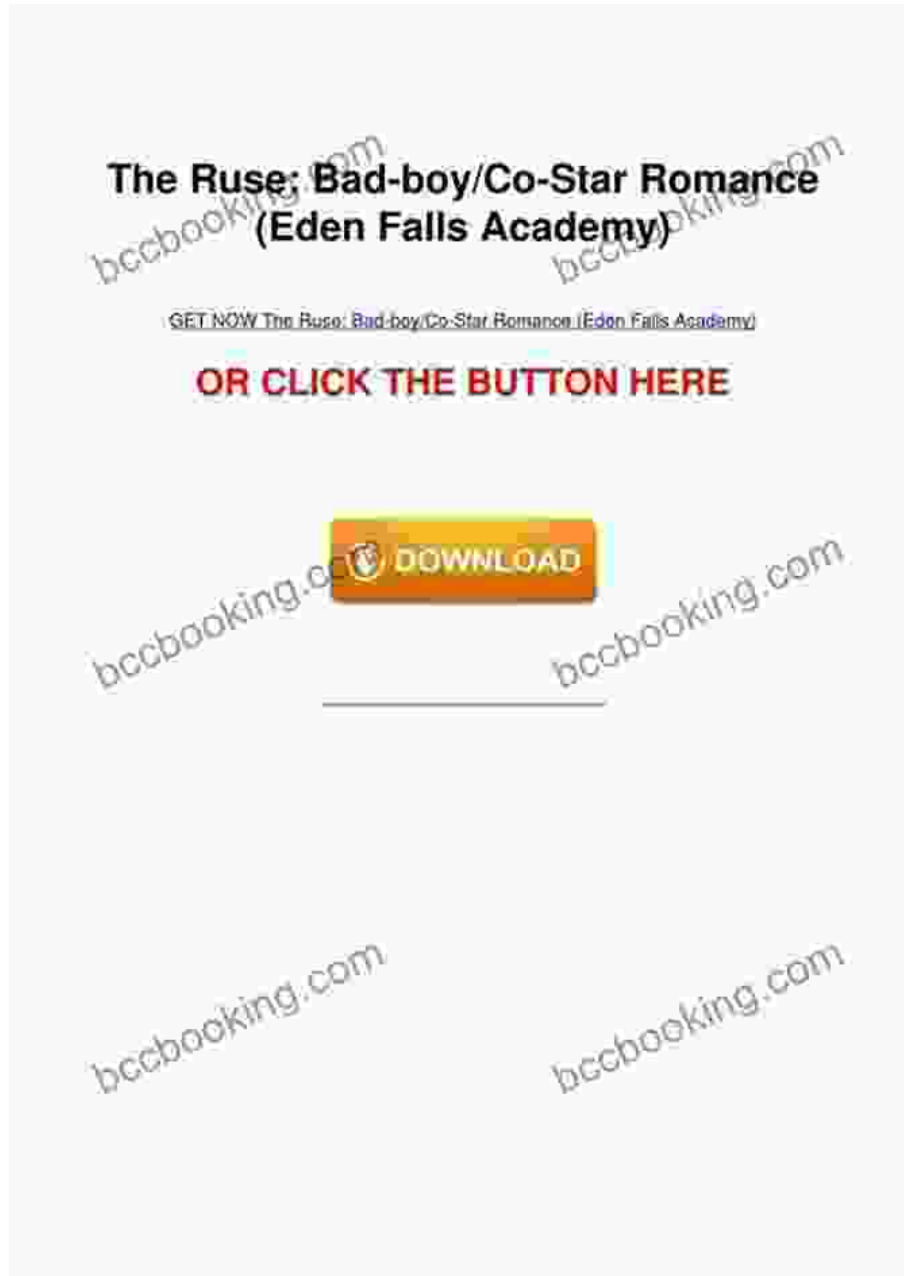 The Ruse: Bad-boy/Co-Star Romance
(Eden Falls Academy)
bccbooking.com
bccbooking.com
GET NOW The Ruse: Bad-boy/Co-Star Romance (Eden Falls Academy)
OR CLICK THE BUTTON HERE
DOWNLOAD
bccbooking.com
bccbooking.com
bccbooking.com
bccbooking.com